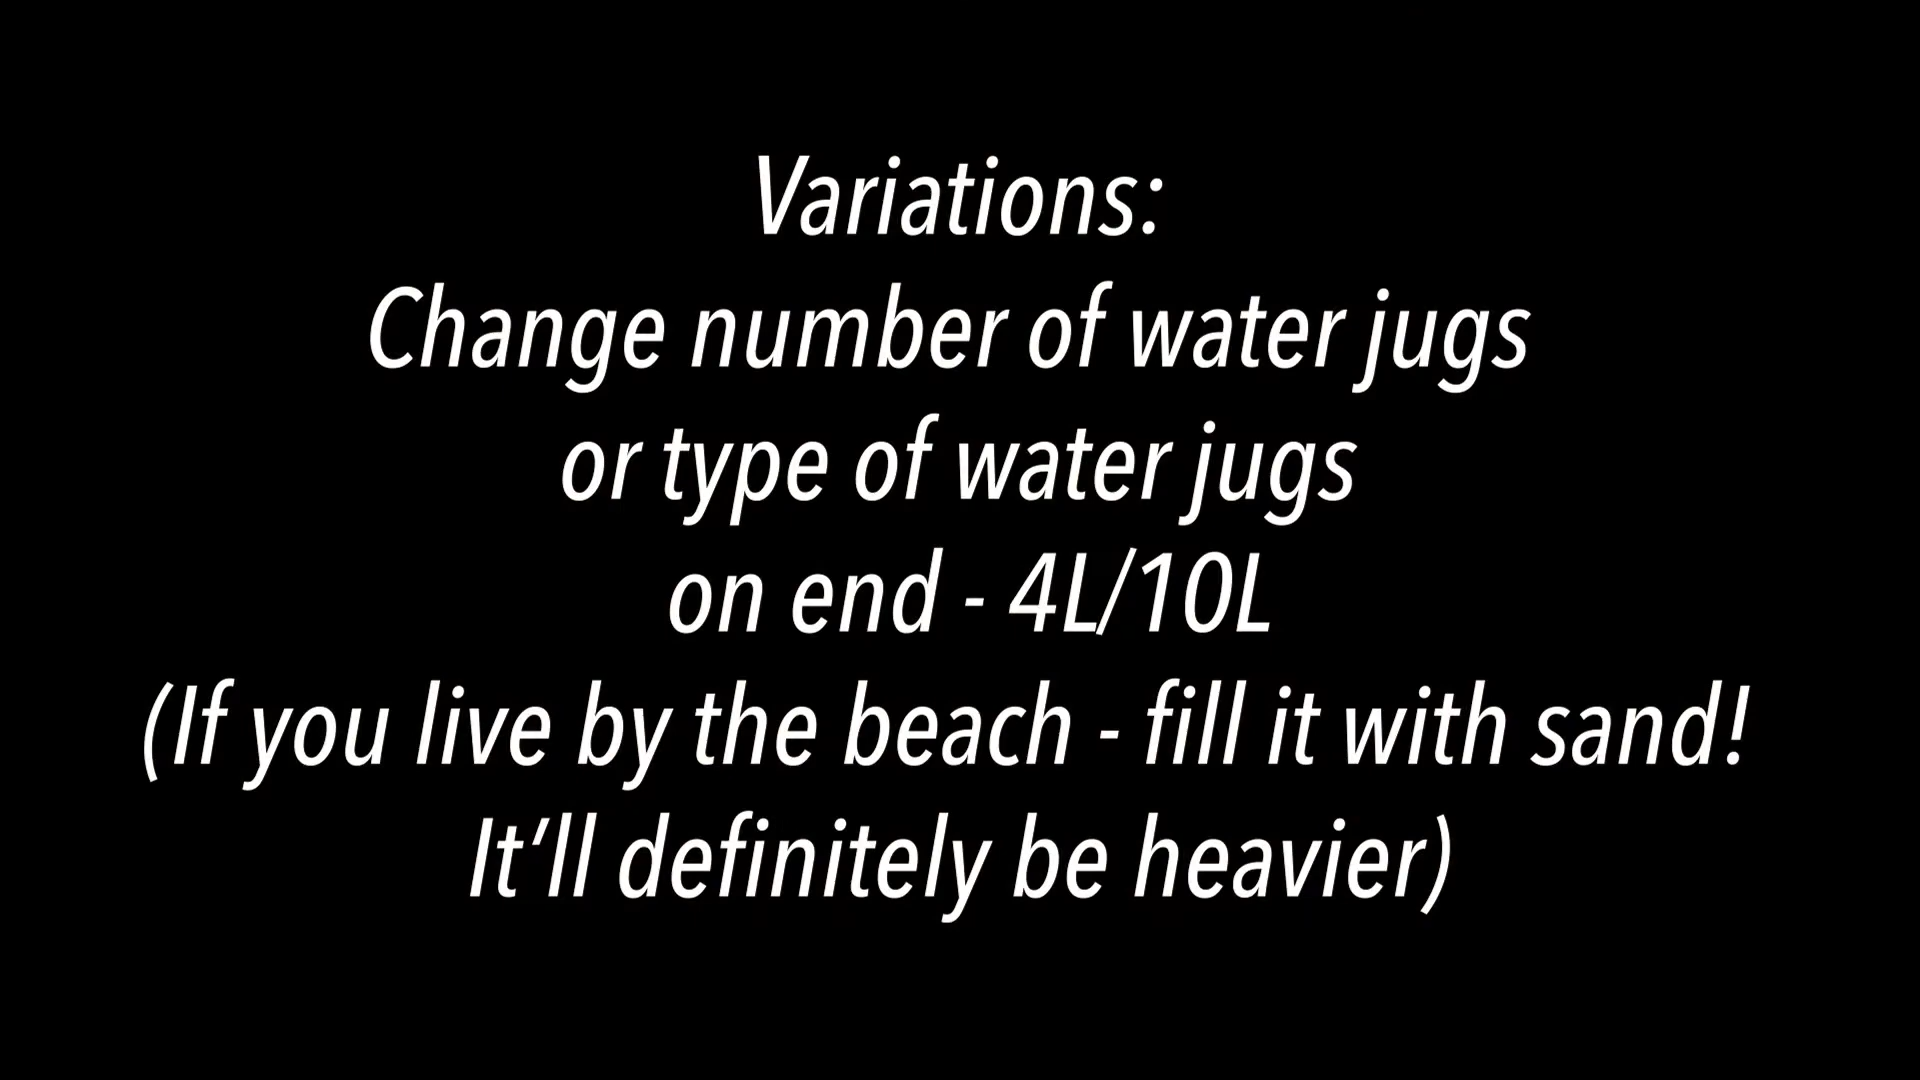 Variations:
Change number of water jugs
or type of water jugs
on end - 4L/10L
(If you live by the beach - fill it with sand!
It‘ll definitely be heavier)